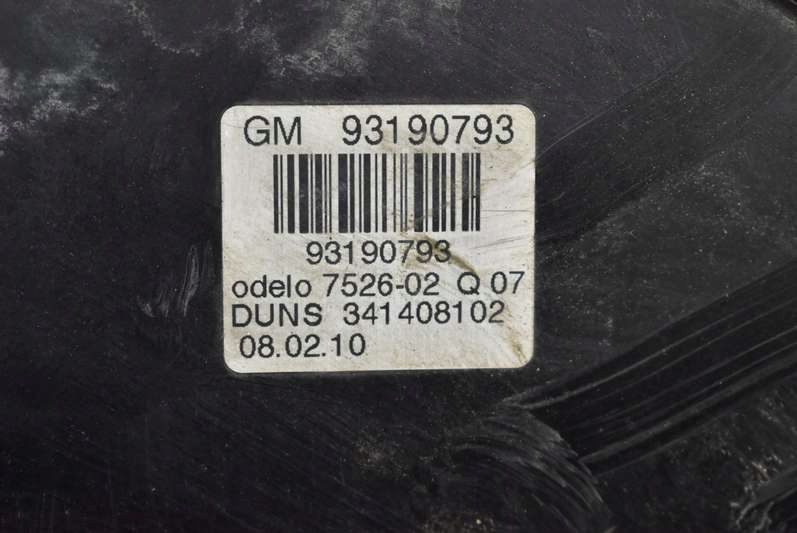 GM 93190793
93190793
odelo 7526-02 Q 07
DUNS 341408102
08.02.10